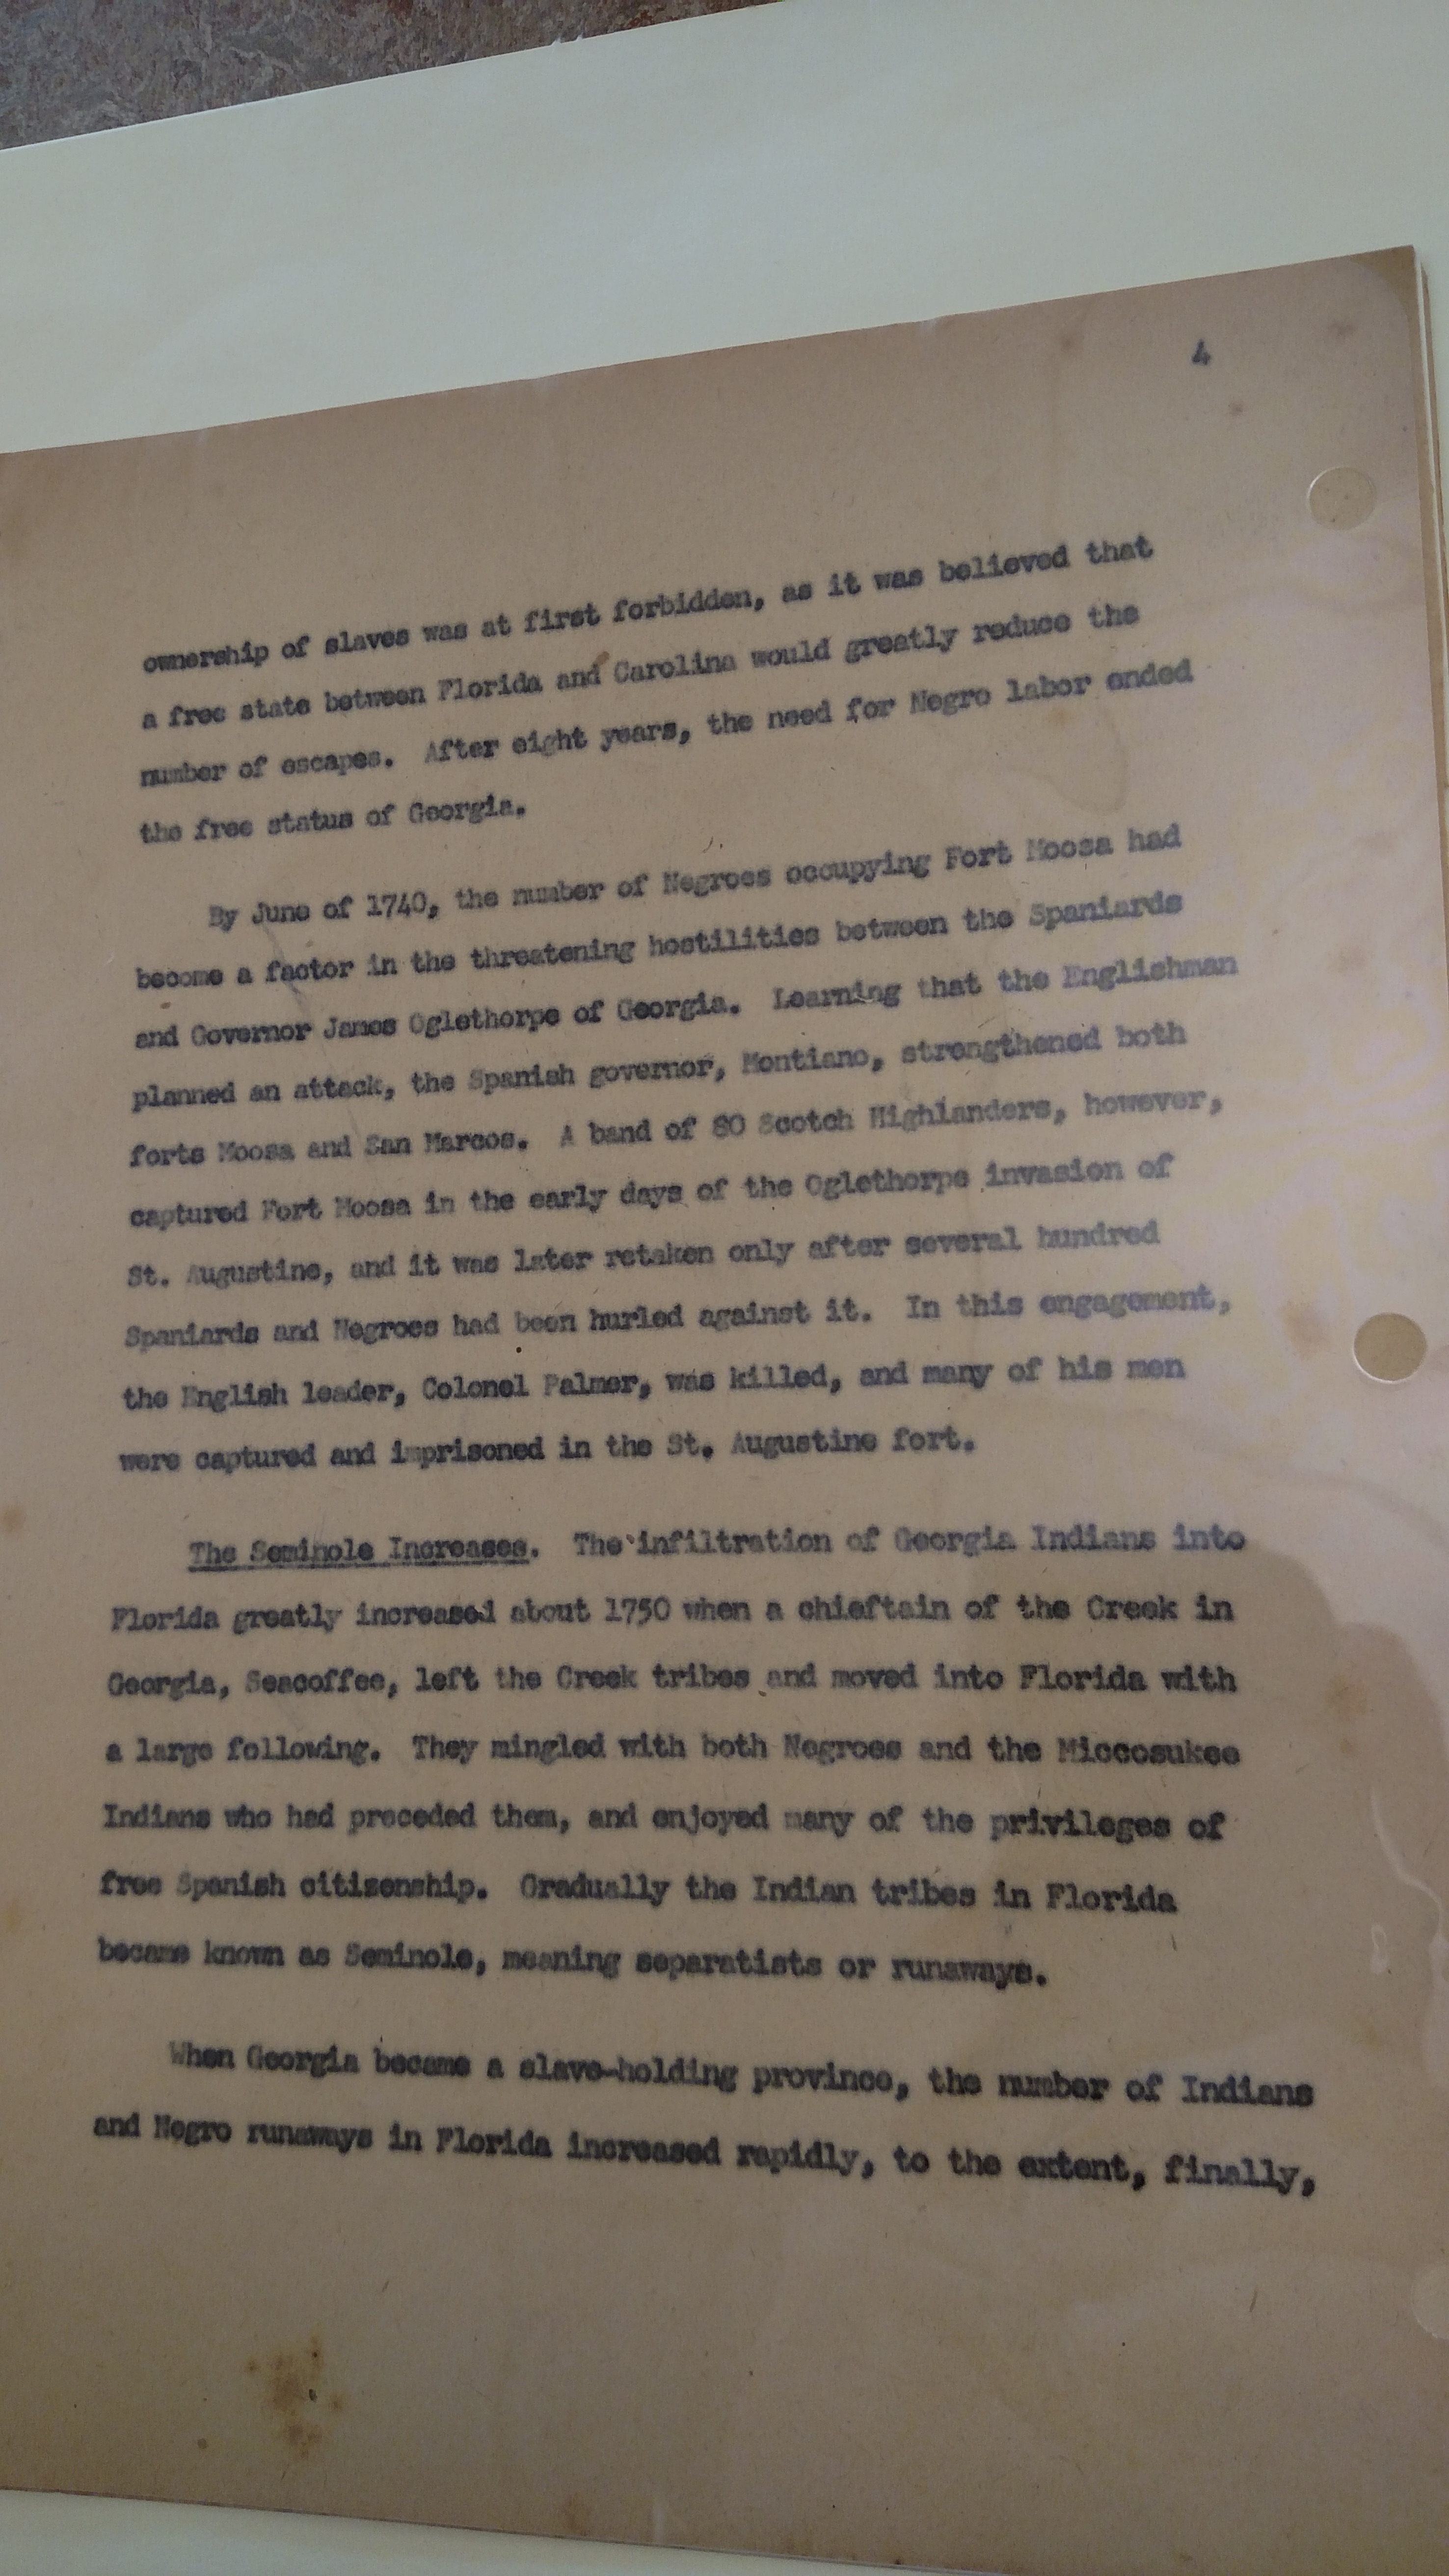 4
ownership of slaves was at first forbidden, as it was believed that
a free state between Florida and Carolina would greatly reduce the
number of escapes. After eight years, the need for Negro labor ended
the free status of Georgia.
By June of 1740, the number of Negroes occupying Fort Moosa had
become a factor in the threatening hostilities between the Spaniards
and Governor James Oglethorpe of Georgia. Learning that the Englishman
planned an attack, the Spanish governor, Montiano, strengthened both
forts Moosa and San Marcos. A band of 80 Scotch Highlanders, however,
captured Fort Moosa in the early days of the Oglethorpe invasion of
St. Augustine, and it was later retaken only after several hundred
Spaniards and Negroes had been hurled against it. In this engagement,
the English leader, Colonel Palmer, was killed, and many of his men
were captured and imprisoned in the St. Augustine fort.
The Seminole Increases. The infiltration of Georgia Indians into
Florida greatly increased about 1750 when a chieftain of the Creek in
Georgia, Seacoffee, left the Creek tribes and moved into Florida with
a large following. They mingled with both Negroes and the Miccosukee
Indians who had preceded them, and enjoyed many of the privileges of
free Spanish citizenship. Gradually the Indian tribes in Florida
became known as Seminole, meaning separatists or runaways.
When Georgia became a slave-holding province, the number of Indians
and Negro runaways in Florida increased rapidly, to the extent, finally,